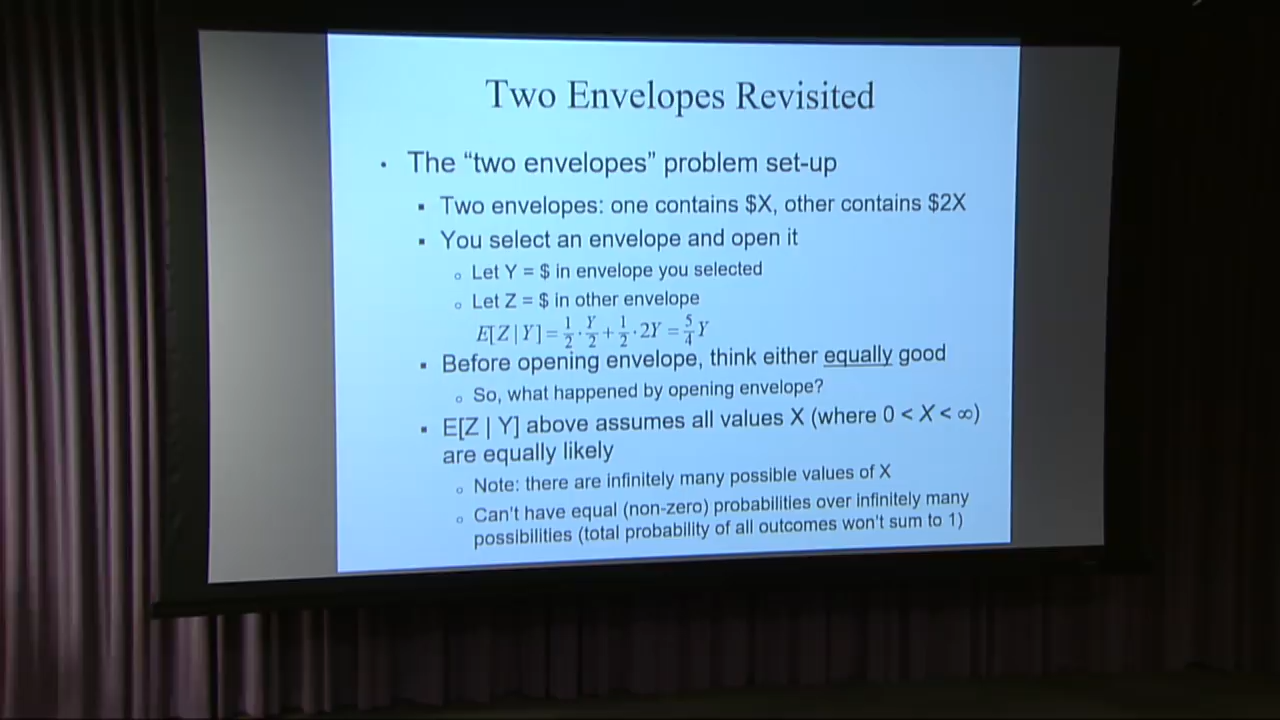 Two Envelopes Revisited
• The “two envelopes” problem set-up
▪ Two envelopes: one contains $X, other contains $2X
▪ You select an envelope and open it
o Let Y = $ in envelope you selected
o Let Z = $ in other envelope
E[Z | Y] = 1/2 · Y/2 + 1/2 · 2Y = 5/4 Y
▪ Before opening envelope, think either equally good
o So, what happened by opening envelope?
▪ E[Z | Y] above assumes all values X (where 0 < X < ∞)
are equally likely
o Note: there are infinitely many possible values of X
o Can't have equal (non-zero) probabilities over infinitely many
possibilities (total probability of all outcomes won't sum to 1)